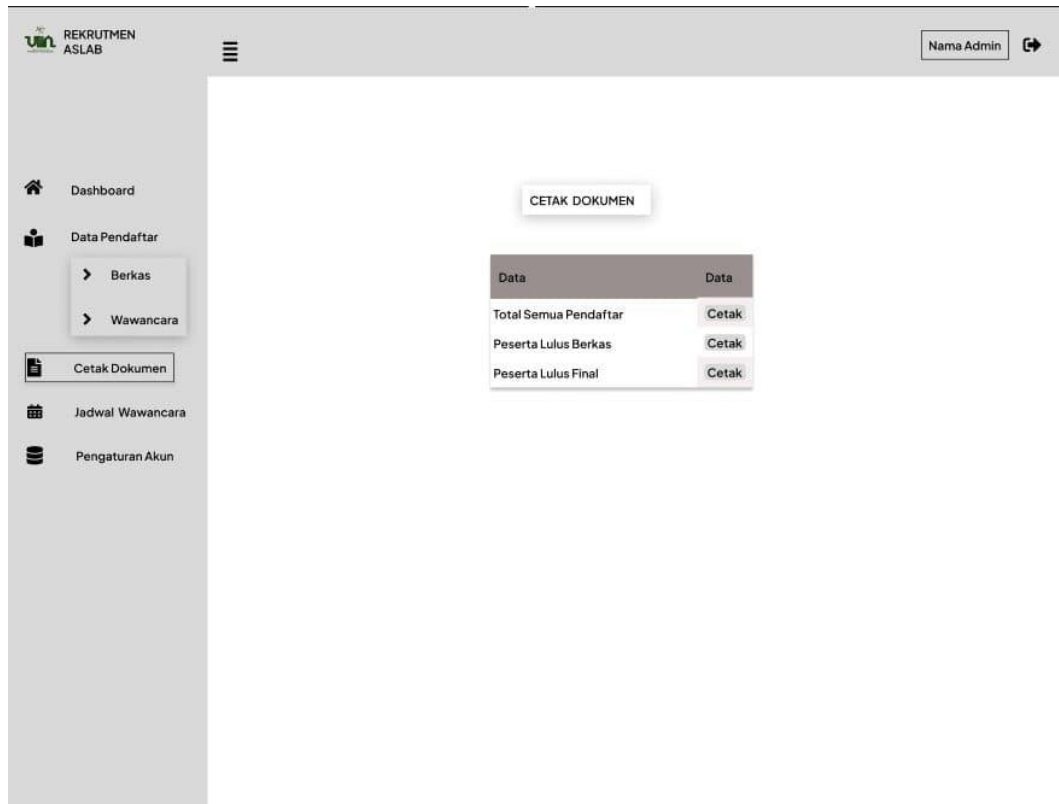 uin
REKRUTMEN
ASLAB
Nama Admin
Dashboard
Data Pendaftar
Berkas
Wawancara
Cetak Dokumen
Jadwal Wawancara
Pengaturan Akun
CETAK DOKUMEN
Data Data
Total Semua Pendaftar Cetak
Peserta Lulus Berkas Cetak
Peserta Lulus Final Cetak